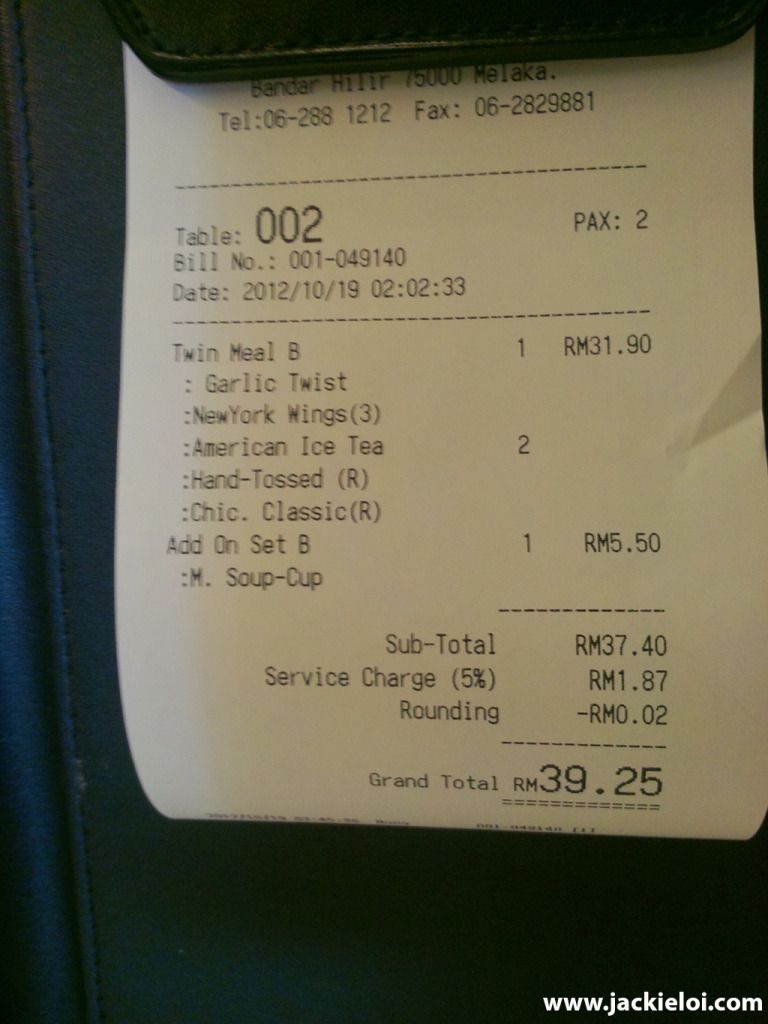 Bandar Hilir 75000 Melaka.
Tel:06-288 1212 Fax: 06-2829881
Table: 002 PAX: 2
Bill No.: 001-049140
Date: 2012/10/19 02:02:33
Twin Meal B 1 RM31.90
: Garlic Twist
:NewYork Wings(3)
:American Ice Tea 2
:Hand-Tossed (R)
:Chic. Classic(R)
Add On Set B 1 RM5.50
:M. Soup-Cup
Sub-Total RM37.40
Service Charge (5%) RM1.87
Rounding -RM0.02
Grand Total RM39.25
www.jackieloi.com